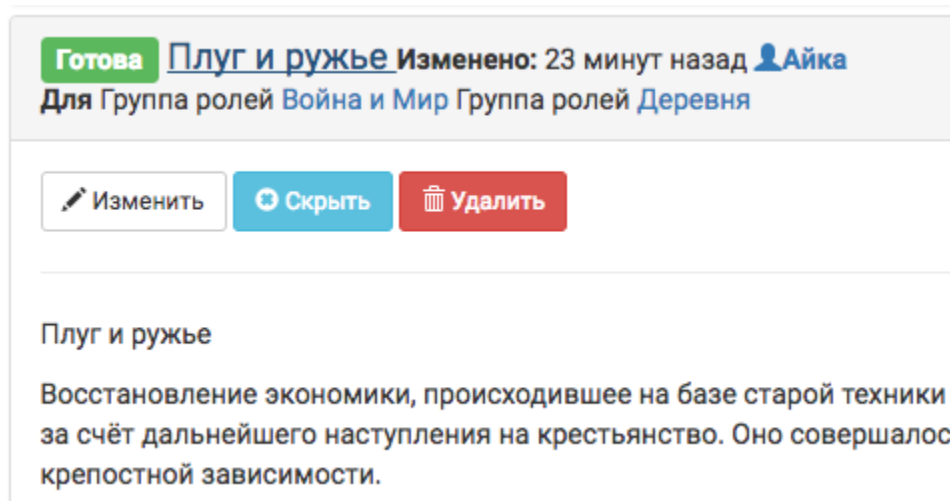 Готова Плуг и ружье Изменено: 23 минут назад Айка
Для Группа ролей Война и Мир Группа ролей Деревня
Изменить Скрыть Удалить
Плуг и ружье
Восстановление экономики, происходившее на базе старой техники
за счёт дальнейшего наступления на крестьянство. Оно совершалос
крепостной зависимости.